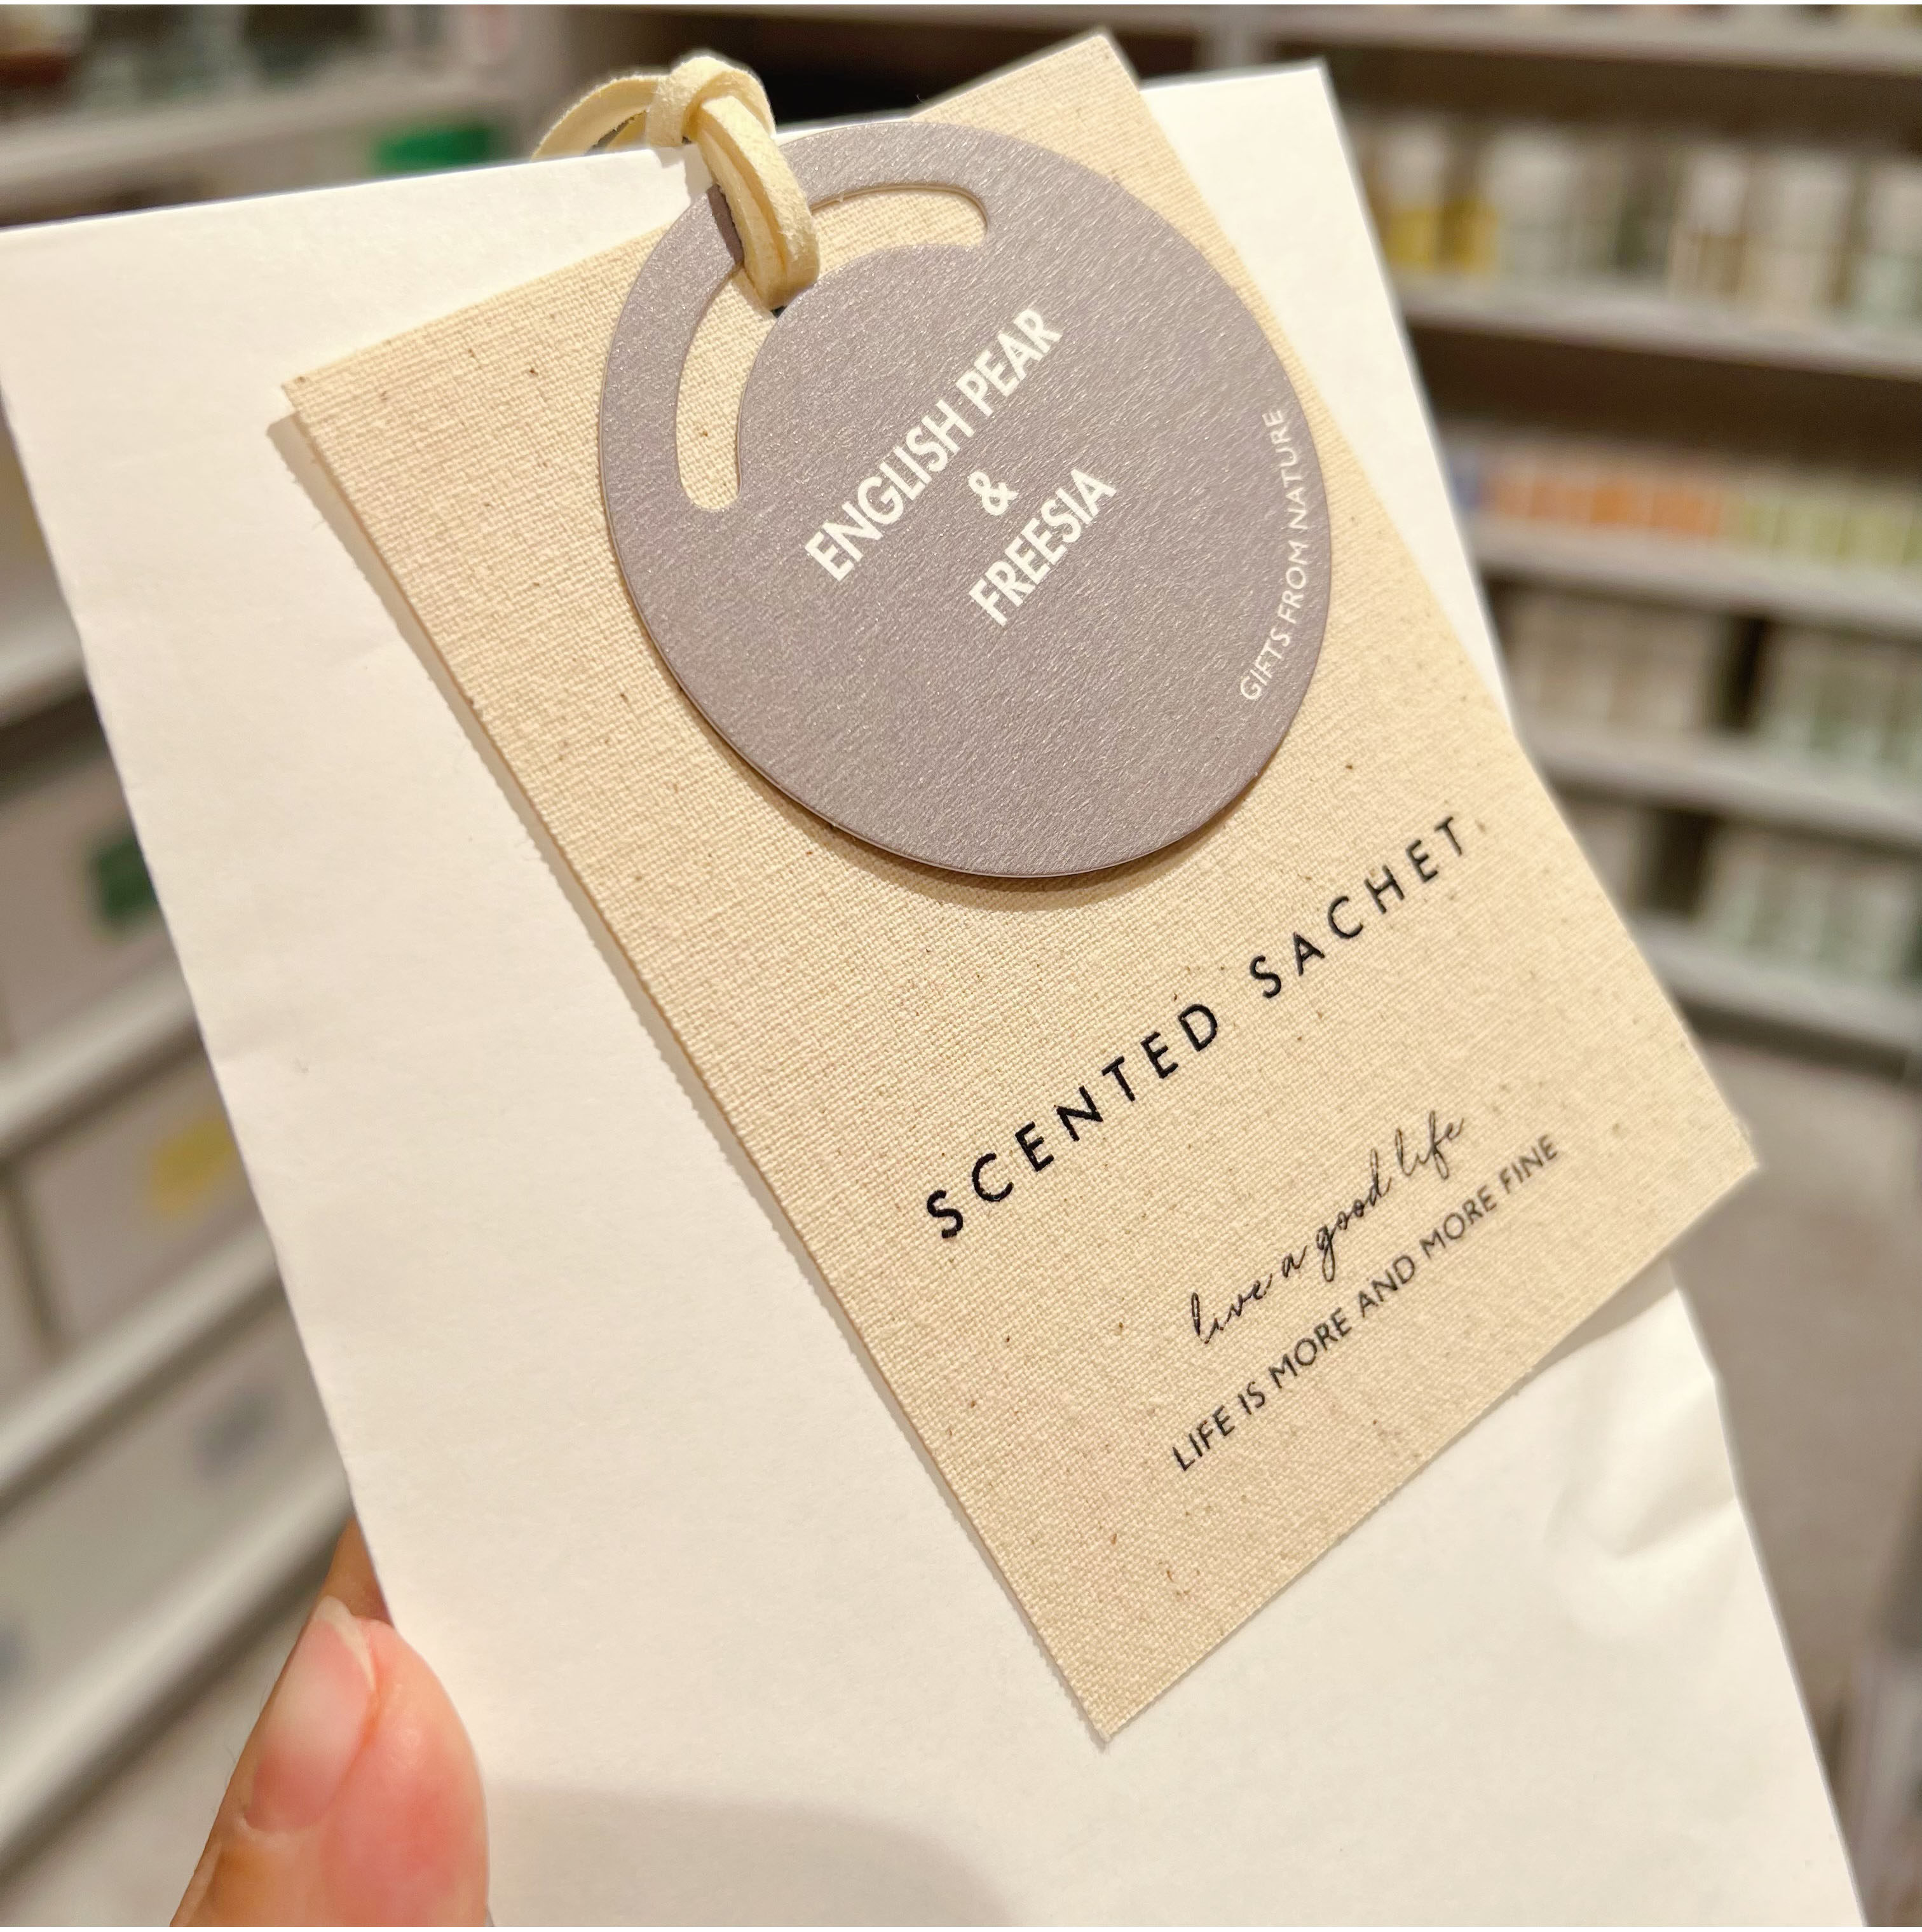 ENGLISH PEAR
&
FREESIA
GIFTS FROM NATURE
SCENTED SACHET
live a good life
LIFE IS MORE AND MORE FINE